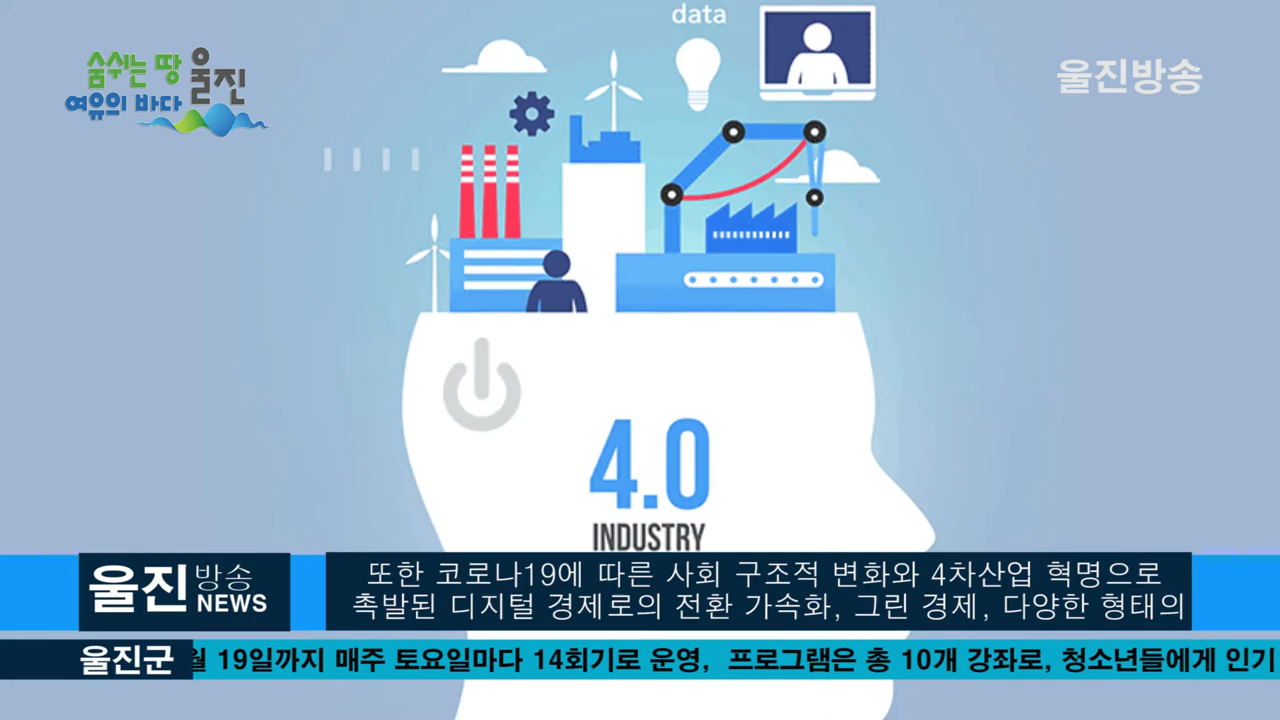 data
숨쉬는 땅 울진
여유의 바다
울진방송
4.0
INDUSTRY
울진 방송 NEWS
또한 코로나19에 따른 사회 구조적 변화와 4차산업 혁명으로
촉발된 디지털 경제로의 전환 가속화, 그린 경제, 다양한 형태의
울진군
월 19일까지 매주 토요일마다 14회기로 운영, 프로그램은 총 10개 강좌로, 청소년들에게 인기